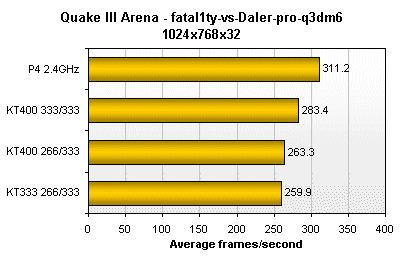 Quake III Arena - fatal1ty-vs-Daler-pro-q3dm6
1024x768x32
P4 2.4GHz 311.2
KT400 333/333 283.4
KT400 266/333 263.3
KT333 266/333 259.9
0 50 100 150 200 250 300 350 400
Average frames/second